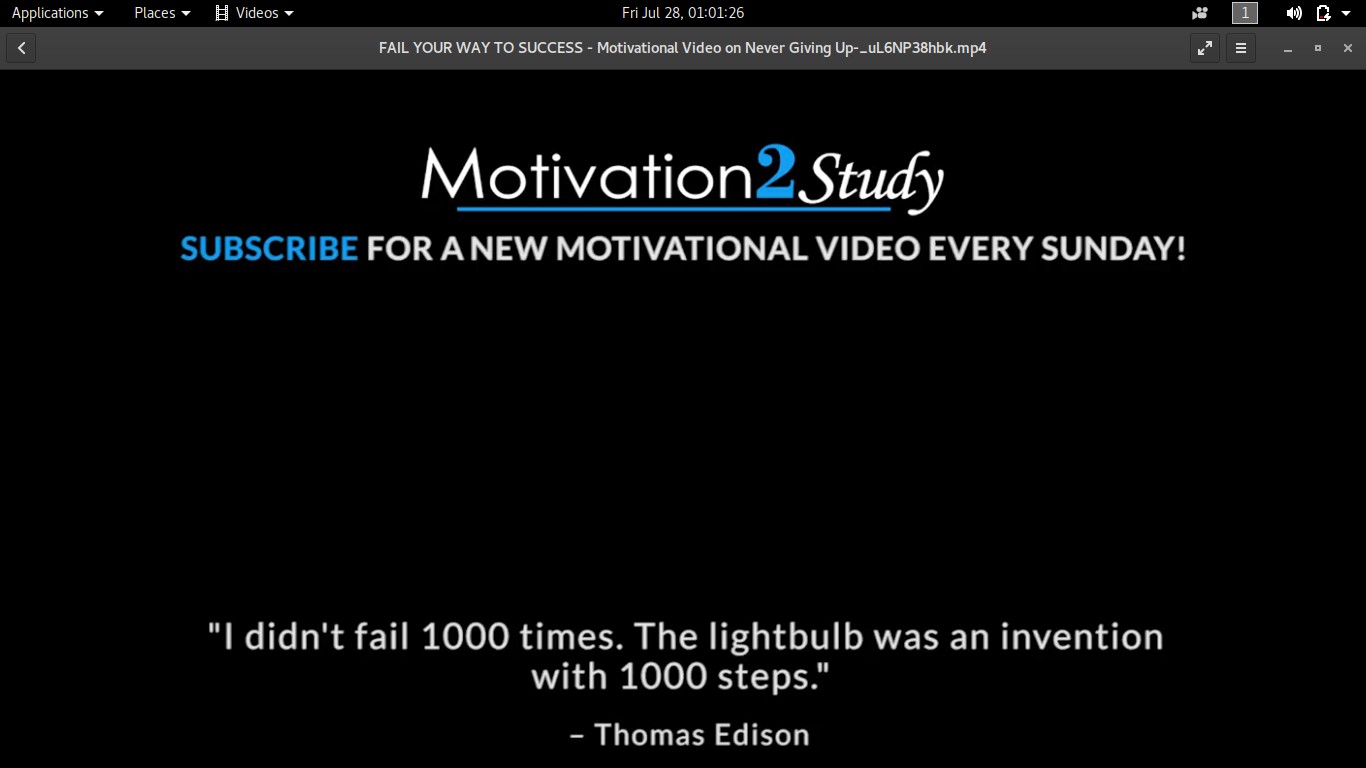 Applications Places Videos Fri Jul 28, 01:01:26 1
FAIL YOUR WAY TO SUCCESS - Motivational Video on Never Giving Up-_uL6NP38hbk.mp4
Motivation2Study
SUBSCRIBE FOR A NEW MOTIVATIONAL VIDEO EVERY SUNDAY!
"I didn't fail 1000 times. The lightbulb was an invention
with 1000 steps."
– Thomas Edison